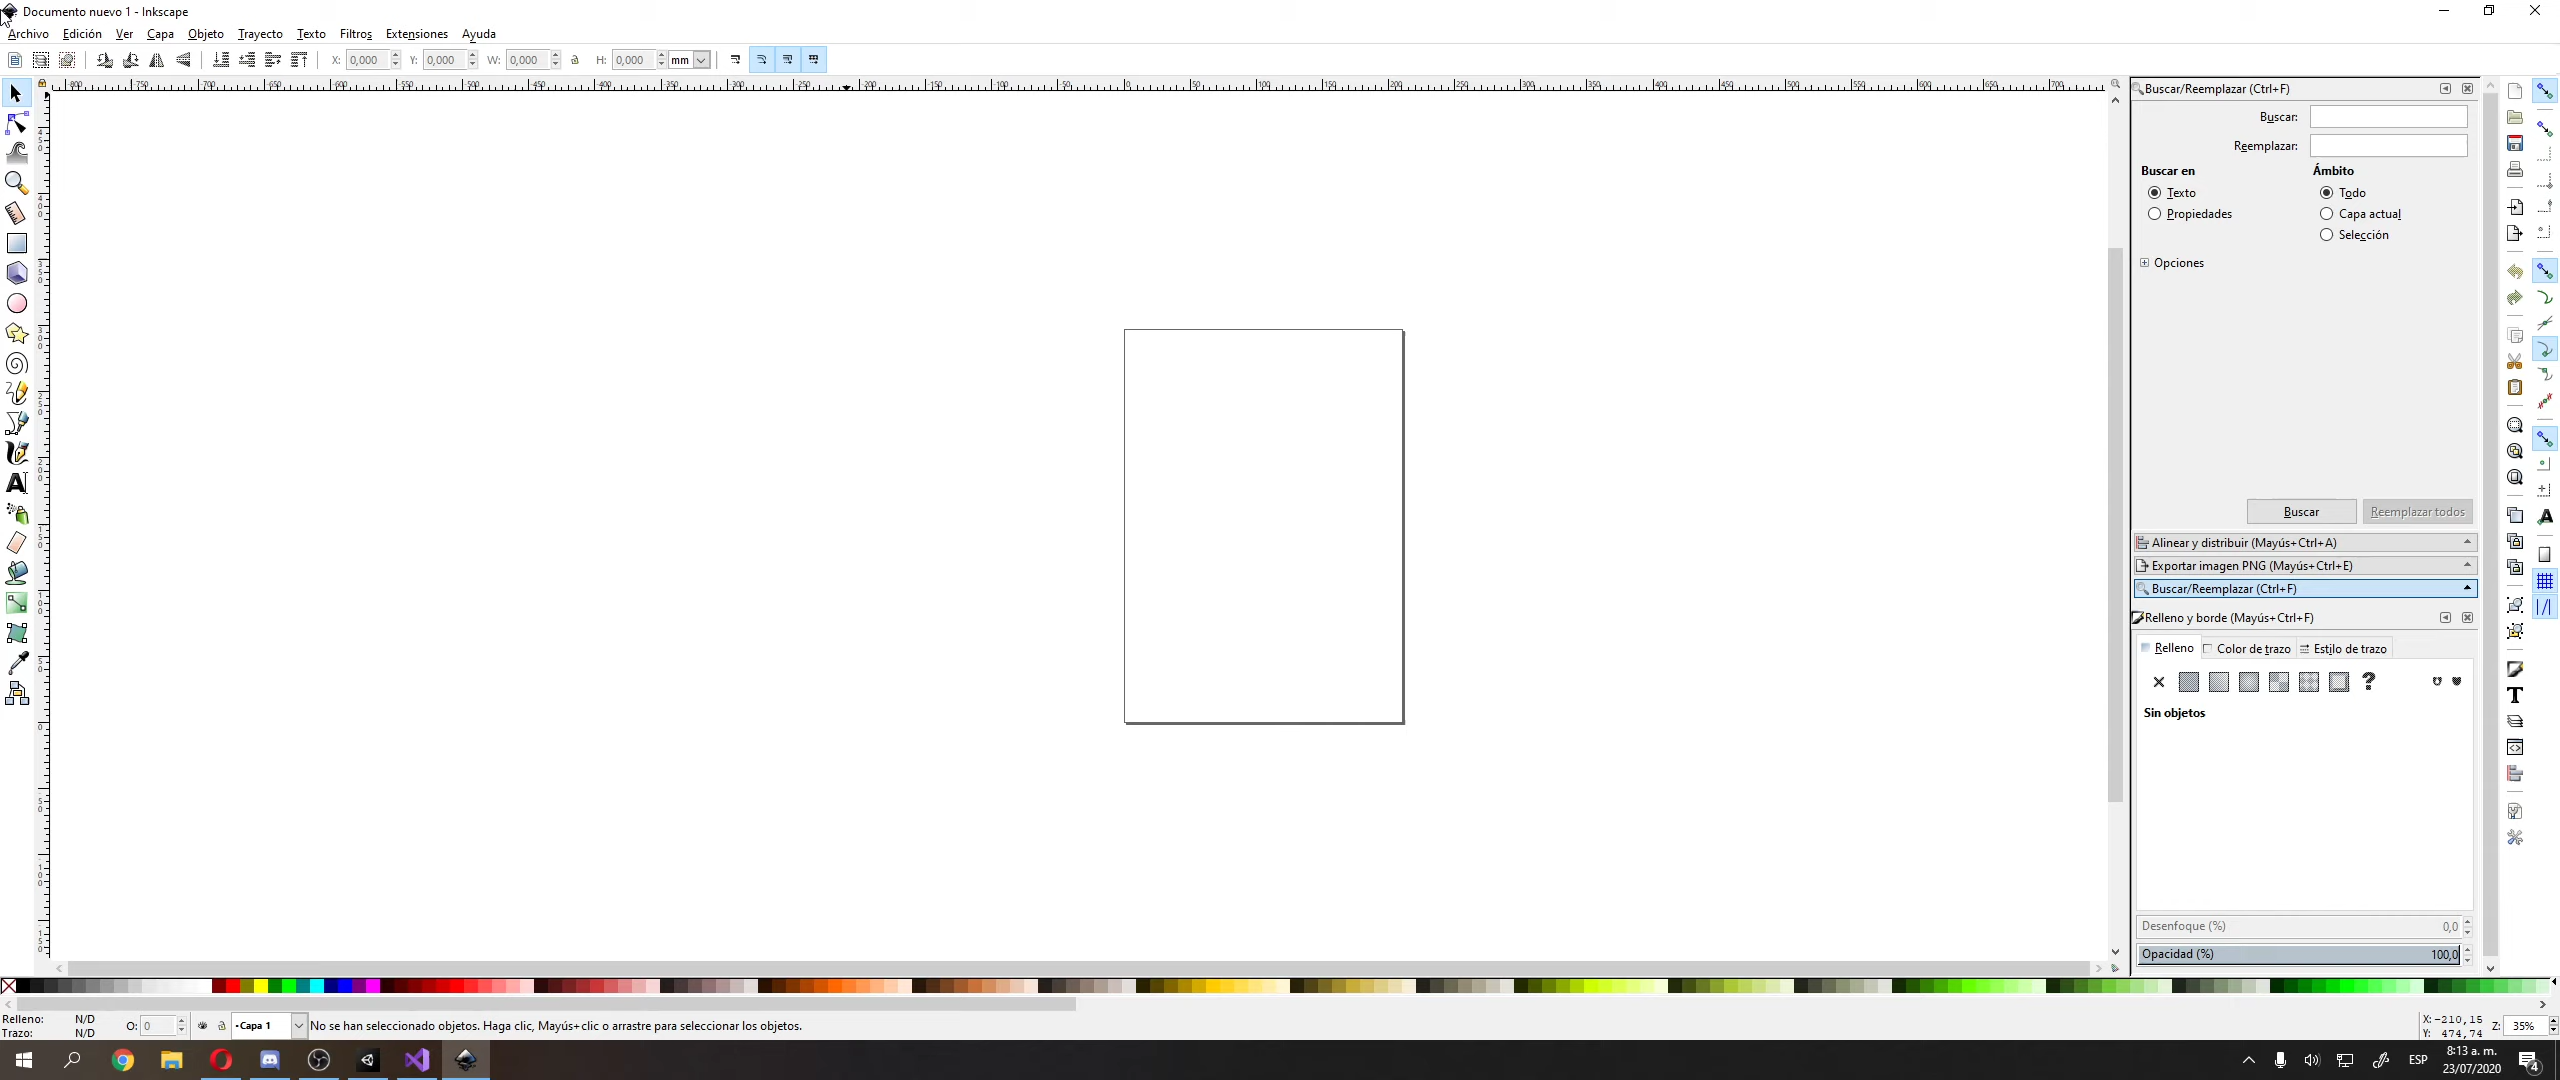 Documento nuevo 1 - Inkscape
Archivo Edición Ver Capa Objeto Trayecto Texto Filtros Extensiones Ayuda
X: 0,000 Y: 0,000 W: 0,000 H: 0,000 mm
Buscar/Reemplazar (Ctrl+F)
Buscar:
Reemplazar:
Buscar en Ámbito
Texto Todo
Propiedades Capa actual
Selección
Opciones
Buscar Reemplazar todos
Alinear y distribuir (Mayús+Ctrl+A)
Exportar imagen PNG (Mayús+Ctrl+E)
Buscar/Reemplazar (Ctrl+F)
Relleno y borde (Mayús+Ctrl+F)
Relleno Color de trazo Estilo de trazo
Sin objetos
Desenfoque (%) 0,0
Opacidad (%) 100,0
Relleno: N/D
Trazo: N/D
O: 0
•Capa 1
No se han seleccionado objetos. Haga clic, Mayús+clic o arrastre para seleccionar los objetos.
X: -210,15
Y: 474,74
Z: 35%
ESP
8:13 a. m.
23/07/2020
4